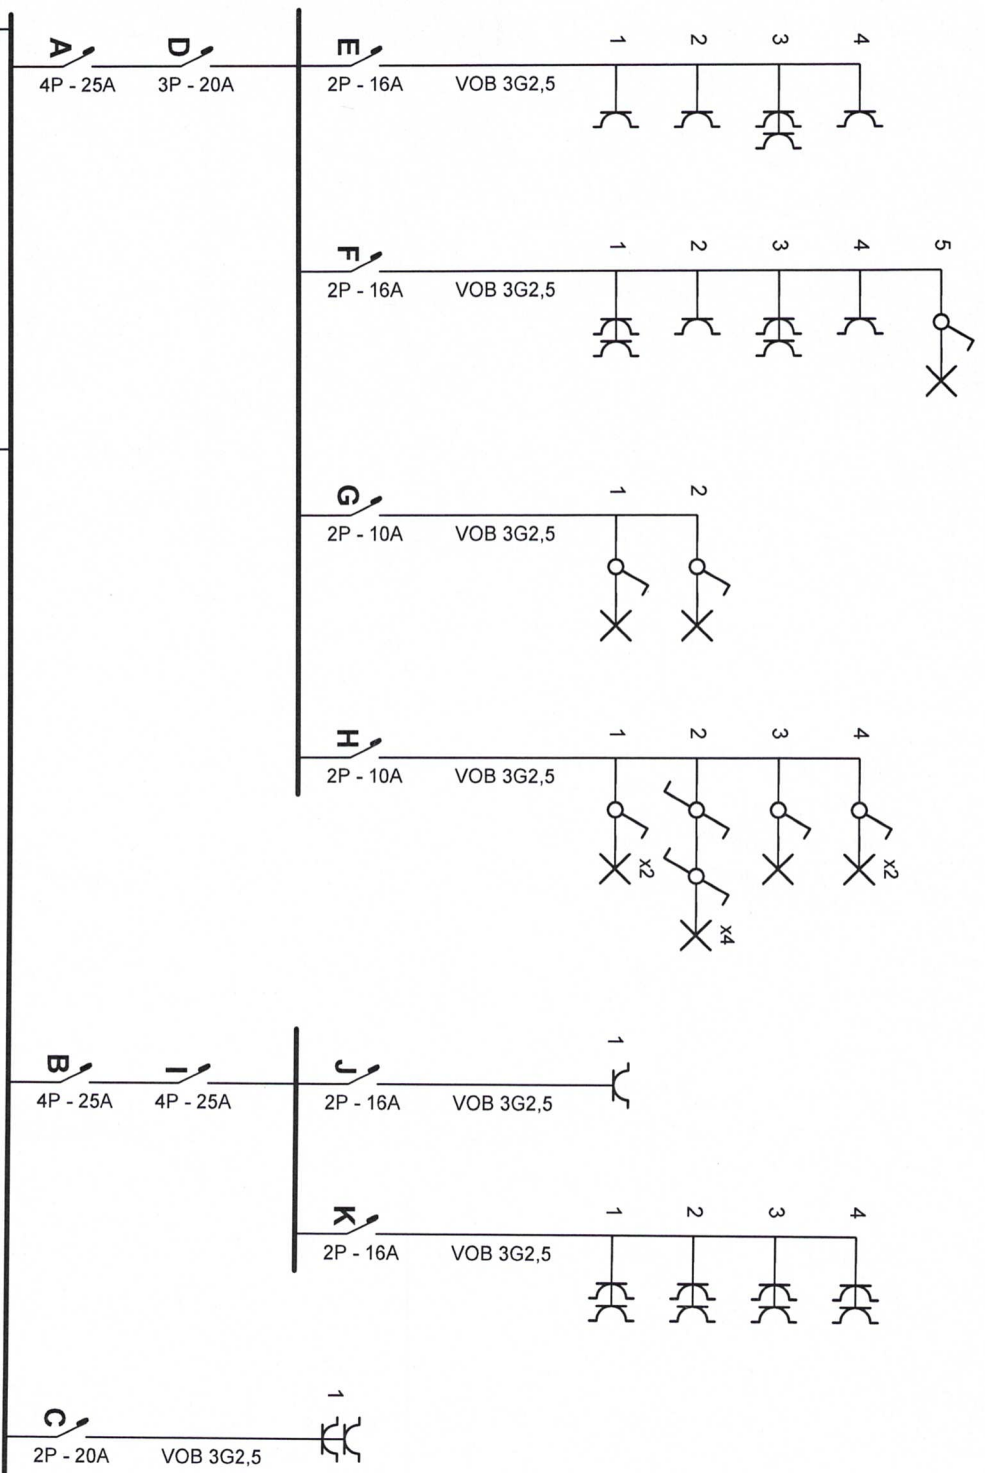 A D E 1 2 3 4
4P - 25A 3P - 20A 2P - 16A VOB 3G2,5
F 1 2 3 4 5
2P - 16A VOB 3G2,5
G 1 2
2P - 10A VOB 3G2,5
H 1 2 3 4
2P - 10A VOB 3G2,5
x2 x2
x4
B I J 1
4P - 25A 4P - 25A 2P - 16A VOB 3G2,5
K 1 2 3 4
2P - 16A VOB 3G2,5
C 1
2P - 20A VOB 3G2,5